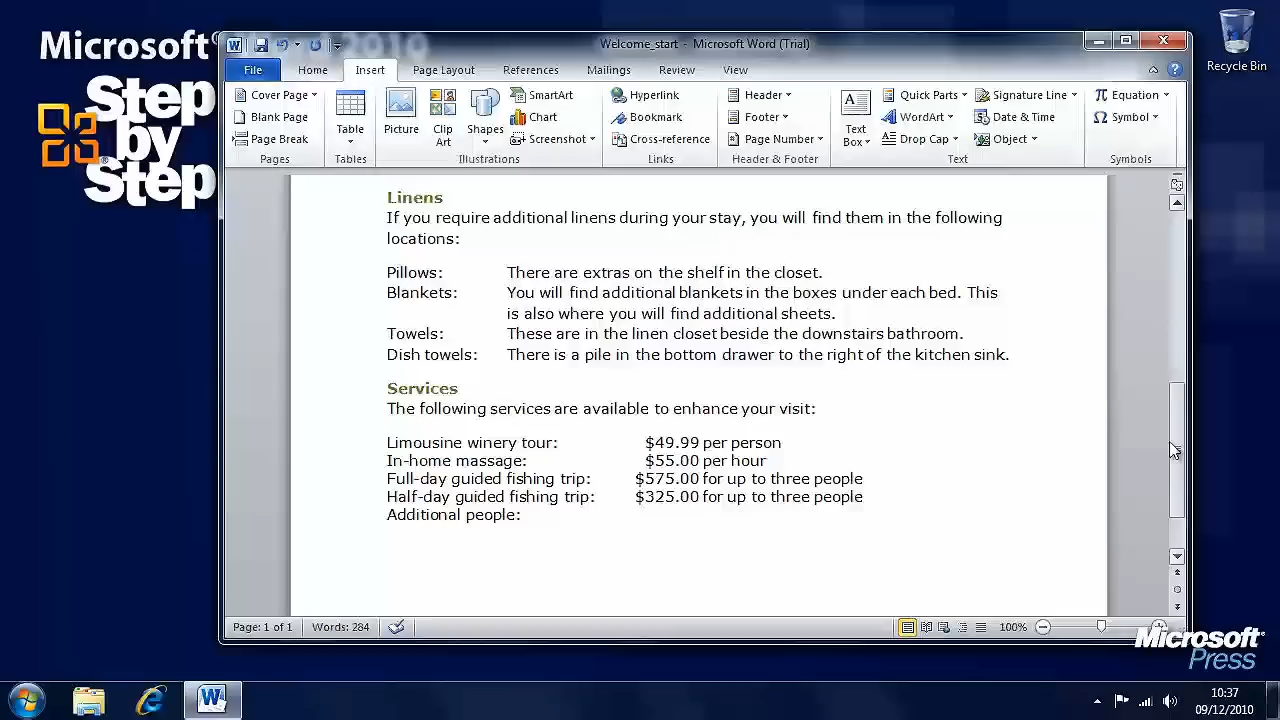 Microsoft®
Step
by
Step
Welcome_start - Microsoft Word (Trial)
Recycle Bin
File Home Insert Page Layout References Mailings Review View
Cover Page
Blank Page
Page Break
Pages
Table
Tables
Picture
Clip
Art
Shapes
SmartArt
Chart
Screenshot
Illustrations
Hyperlink
Bookmark
Cross-reference
Links
Header
Footer
Page Number
Header & Footer
Text
Box
Quick Parts
WordArt
Drop Cap
Signature Line
Date & Time
Object
Text
Equation
Symbol
Symbols
Linens
If you require additional linens during your stay, you will find them in the following
locations:
Pillows: There are extras on the shelf in the closet.
Blankets: You will find additional blankets in the boxes under each bed. This
is also where you will find additional sheets.
Towels: These are in the linen closet beside the downstairs bathroom.
Dish towels: There is a pile in the bottom drawer to the right of the kitchen sink.
Services
The following services are available to enhance your visit:
Limousine winery tour: $49.99 per person
In-home massage: $55.00 per hour
Full-day guided fishing trip: $575.00 for up to three people
Half-day guided fishing trip: $325.00 for up to three people
Additional people:
Page: 1 of 1 Words: 284 100%
Microsoft®
Press
10:37
09/12/2010